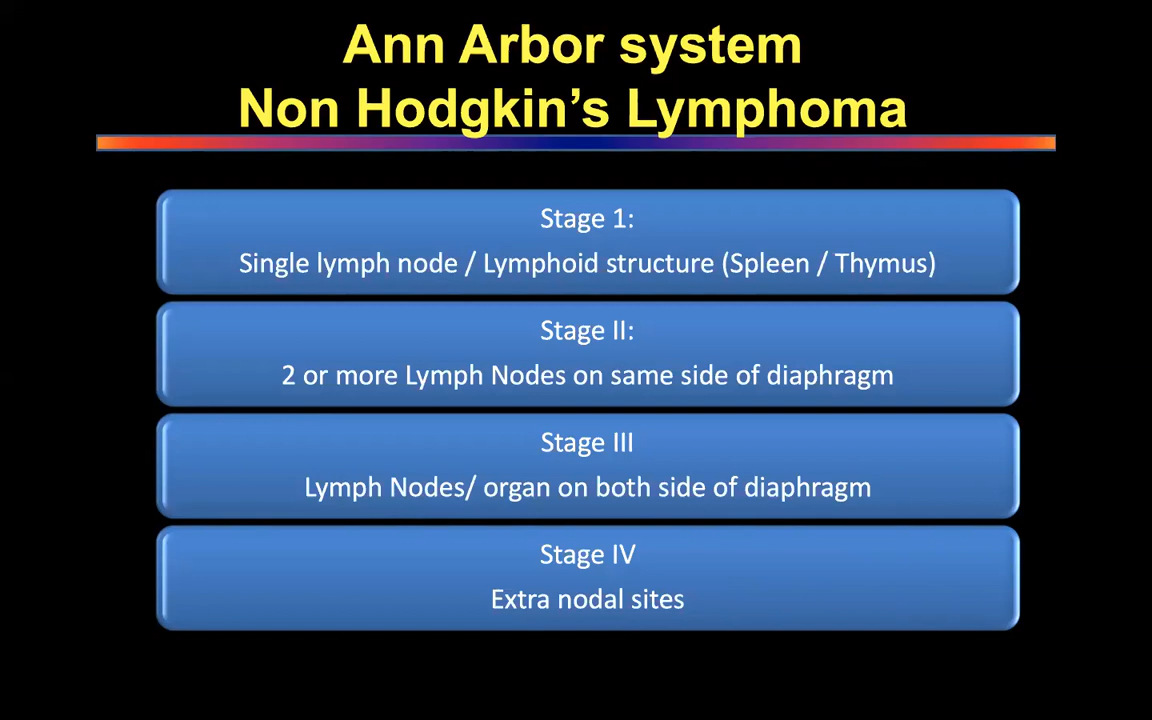 Ann Arbor system
Non Hodgkin’s Lymphoma
Stage 1:
Single lymph node / Lymphoid structure (Spleen / Thymus)
Stage II:
2 or more Lymph Nodes on same side of diaphragm
Stage III
Lymph Nodes/ organ on both side of diaphragm
Stage IV
Extra nodal sites